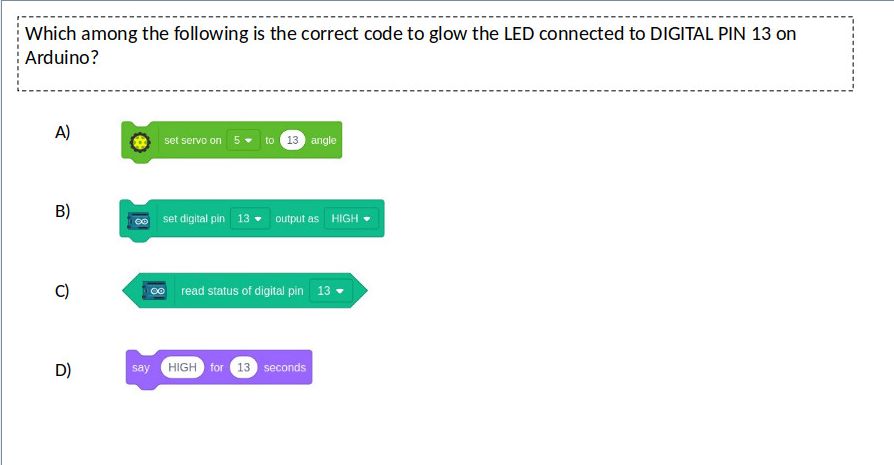 Which among the following is the correct code to glow the LED connected to DIGITAL PIN 13 on
Arduino?
A)
set servo on 5 to 13 angle
B)
set digital pin 13 output as HIGH
C)
read status of digital pin 13
D)
say HIGH for 13 seconds